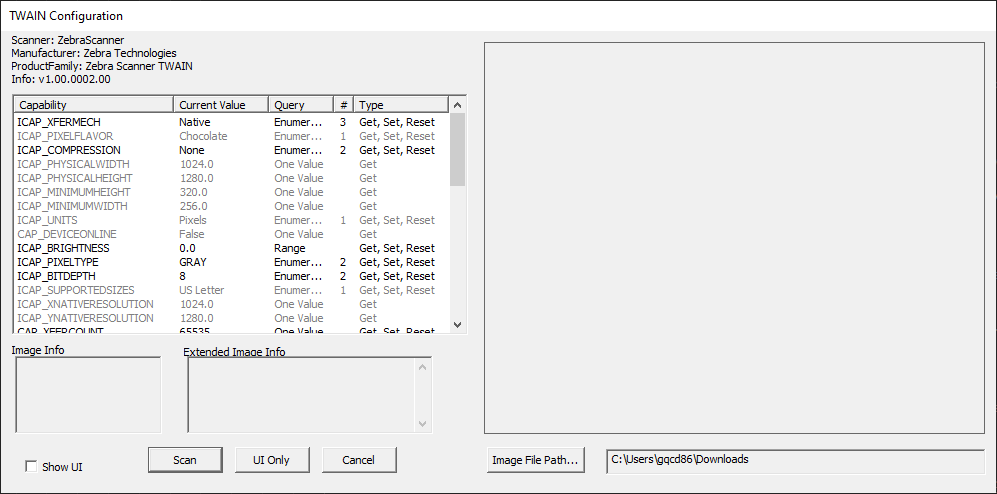 TWAIN Configuration
Scanner: ZebraScanner
Manufacturer: Zebra Technologies
ProductFamily: Zebra Scanner TWAIN
Info: v1.00.0002.00
Capability Current Value Query # Type
ICAP_XFERMECH Native Enumer... 3 Get, Set, Reset
ICAP_PIXELFLAVOR Chocolate Enumer... 1 Get, Set, Reset
ICAP_COMPRESSION None Enumer... 2 Get, Set, Reset
ICAP_PHYSICALWIDTH 1024.0 One Value Get
ICAP_PHYSICALHEIGHT 1280.0 One Value Get
ICAP_MINIMUMHEIGHT 320.0 One Value Get
ICAP_MINIMUMWIDTH 256.0 One Value Get
ICAP_UNITS Pixels Enumer... 1 Get, Set, Reset
CAP_DEVICEONLINE False One Value Get
ICAP_BRIGHTNESS 0.0 Range Get, Set, Reset
ICAP_PIXELTYPE GRAY Enumer... 2 Get, Set, Reset
ICAP_BITDEPTH 8 Enumer... 2 Get, Set, Reset
ICAP_SUPPORTEDSIZES US Letter Enumer... 1 Get, Set, Reset
ICAP_XNATIVERESOLUTION 1024.0 One Value Get
ICAP_YNATIVERESOLUTION 1280.0 One Value Get
CAP_XFERCOUNT 65535 One Value Get, Set, Reset
Image Info Extended Image Info
Show UI Scan UI Only Cancel Image File Path... C:\Users\gqcd86\Downloads